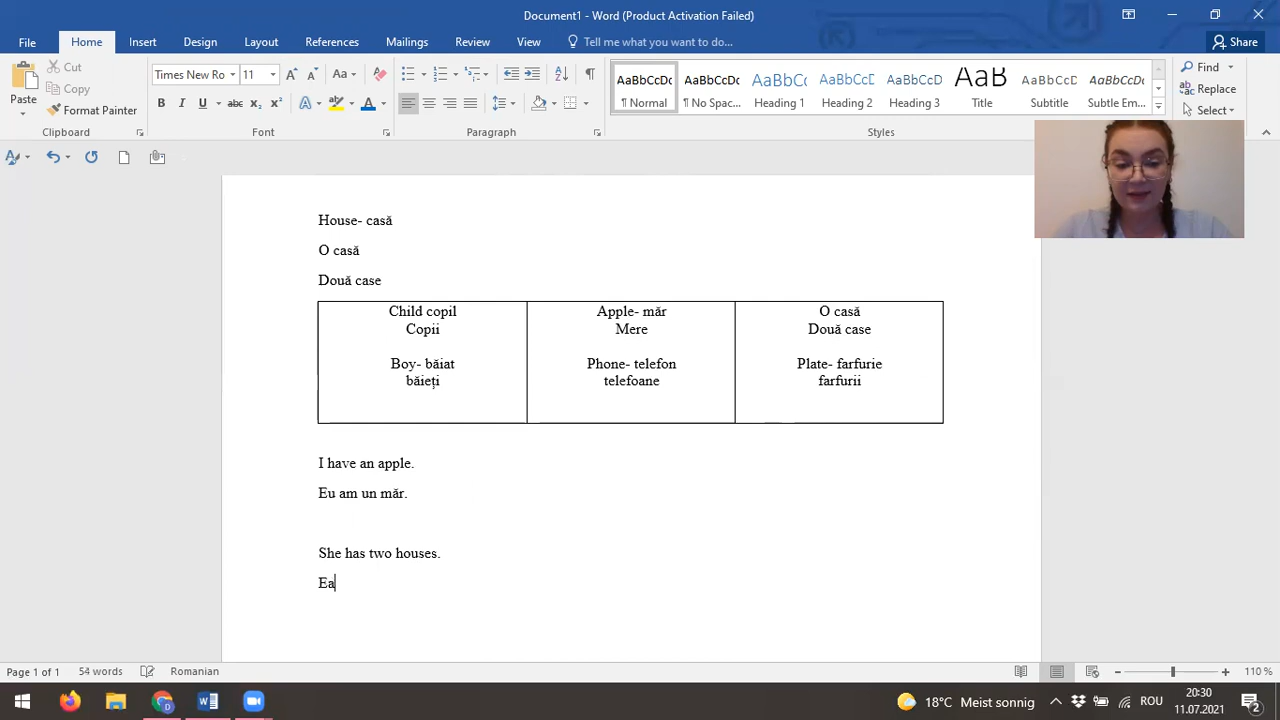 Document1 - Word (Product Activation Failed)
File Home Insert Design Layout References Mailings Review View Tell me what you want to do... Share
Paste
Cut
Copy
Format Painter
Clipboard
Times New Ro 11
Font
Paragraph
AaBbCcDc AaBbCcDc AaBbCc AaBbCcDc AaBbCcDc AaB AaBbCcDc AaBbCcDc
¶ Normal ¶ No Spac... Heading Heading 2 Heading 3 Title Subtitle Subtle Em...
Styles
Find
Replace
Select
House- casă
O casă
Două case
Child copil
Copii
Boy- băiat
băieți
Apple- măr
Mere
Phone- telefon
telefoane
O casă
Două case
Plate- farfurie
farfurii
I have an apple.
Eu am un măr.
She has two houses.
Ea
Page 1 of 1 54 words Romanian 110 %
18°C Meist sonnig ROU 20:30
11.07.2021
2